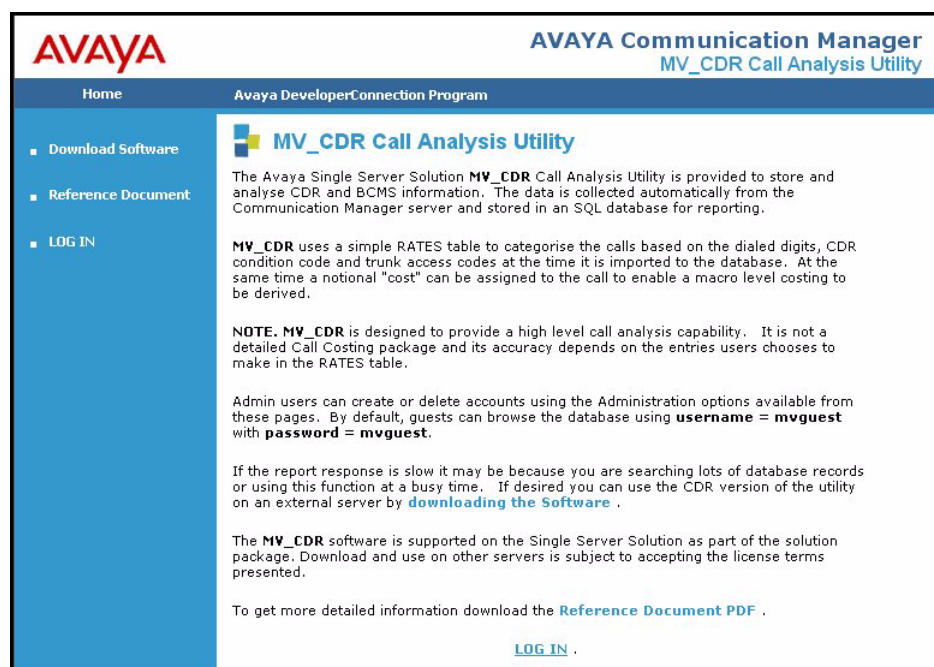 AVAYA
AVAYA Communication Manager
MV_CDR Call Analysis Utility
Home
Avaya DeveloperConnection Program
Download Software
Reference Document
LOG IN
MV_CDR Call Analysis Utility
The Avaya Single Server Solution MV_CDR Call Analysis Utility is provided to store and
analyse CDR and BCMS information. The data is collected automatically from the
Communication Manager server and stored in an SQL database for reporting.
MV_CDR uses a simple RATES table to categorise the calls based on the dialed digits, CDR
condition code and trunk access codes at the time it is imported to the database. At the
same time a notional "cost" can be assigned to the call to enable a macro level costing to
be derived.
NOTE. MV_CDR is designed to provide a high level call analysis capability. It is not a
detailed Call Costing package and its accuracy depends on the entries users chooses to
make in the RATES table.
Admin users can create or delete accounts using the Administration options available from
these pages. By default, guests can browse the database using username = mvguest
with password = mvguest.
If the report response is slow it may be because you are searching lots of database records
or using this function at a busy time. If desired you can use the CDR version of the utility
on an external server by downloading the Software .
The MV_CDR software is supported on the Single Server Solution as part of the solution
package. Download and use on other servers is subject to accepting the license terms
presented.
To get more detailed information download the Reference Document PDF .
LOG IN .